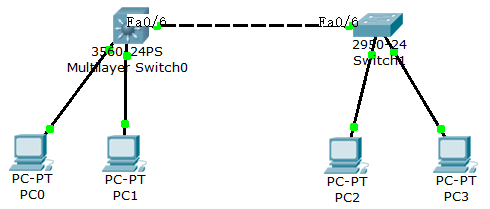 Fa0/6
Fa0/6
3560-24PS
Multilayer Switch0
2950-24
Switch1
PC-PT
PC0
PC-PT
PC1
PC-PT
PC2
PC-PT
PC3